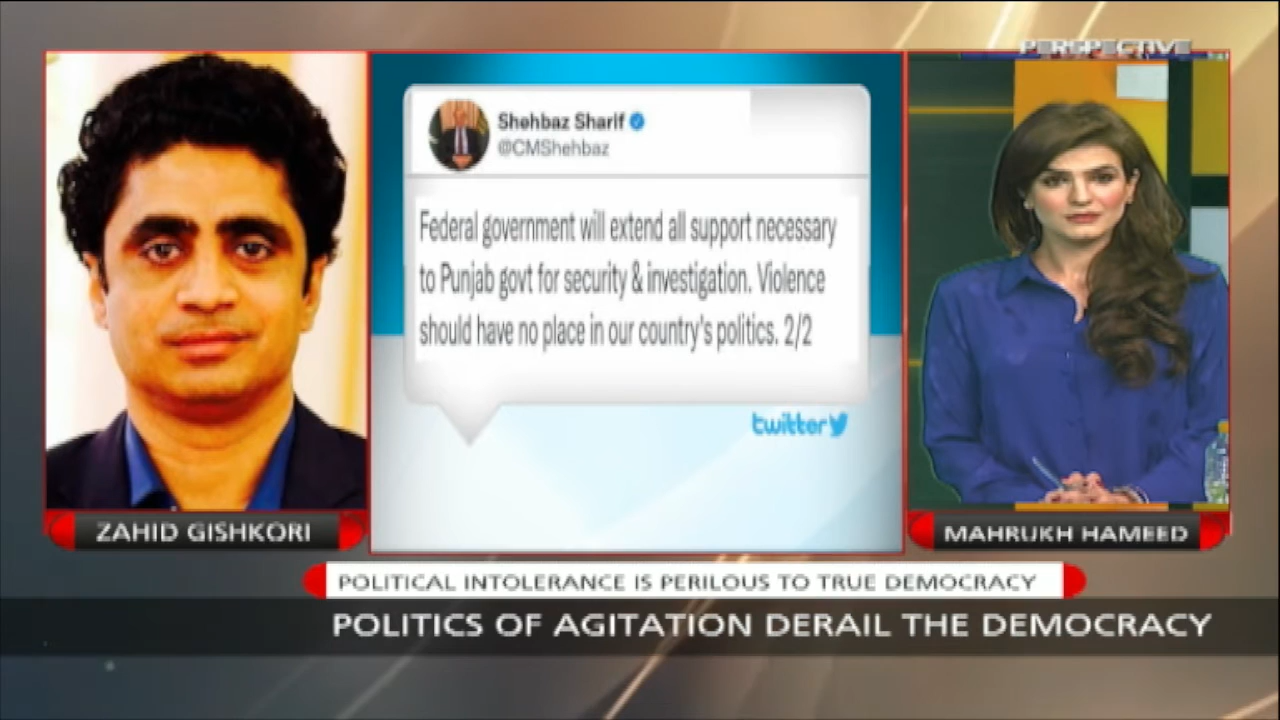 PERSPECTIVE
Shehbaz Sharif
@CMShehbaz
Federal government will extend all support necessary
to Punjab govt for security & investigation. Violence
should have no place in our country's politics. 2/2
twitter
ZAHID GISHKORI
MAHRUKH HAMEED
POLITICAL INTOLERANCE IS PERILOUS TO TRUE DEMOCRACY
POLITICS OF AGITATION DERAIL THE DEMOCRACY